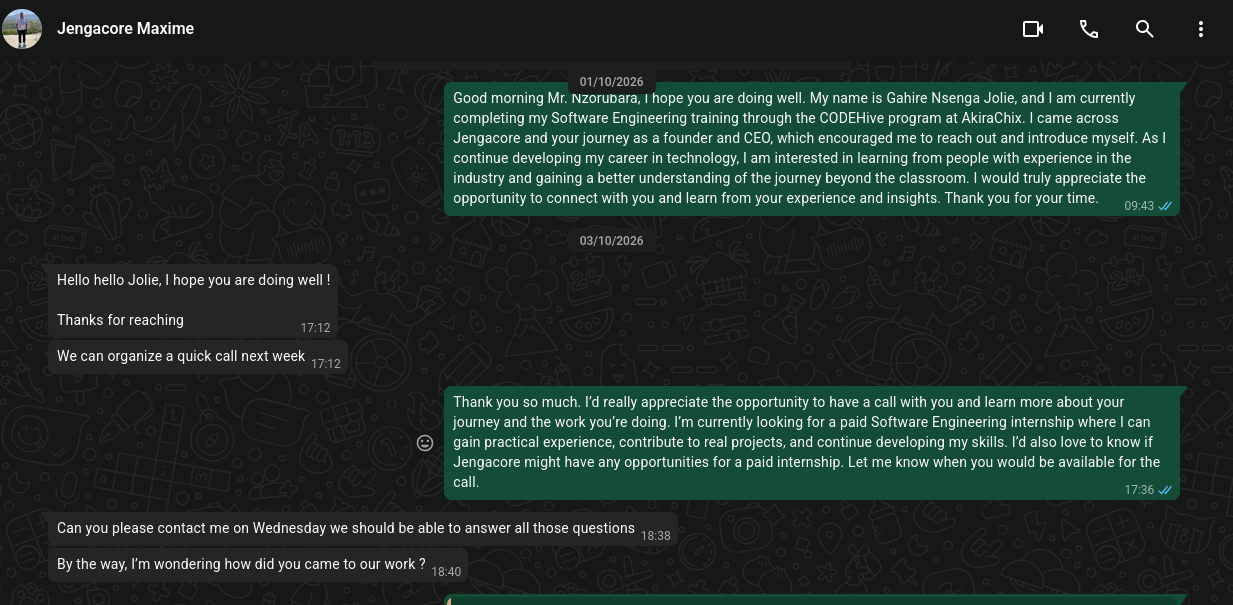 Jengacore Maxime
01/10/2026
Good morning Mr. Nzorubara, I hope you are doing well. My name is Gahire Nsenga Jolie, and I am currently
completing my Software Engineering training through the CODEHive program at AkiraChix. I came across
Jengacore and your journey as a founder and CEO, which encouraged me to reach out and introduce myself. As I
continue developing my career in technology, I am interested in learning from people with experience in the
industry and gaining a better understanding of the journey beyond the classroom. I would truly appreciate the
opportunity to connect with you and learn from your experience and insights. Thank you for your time.
09:43
03/10/2026
Hello hello Jolie, I hope you are doing well !
Thanks for reaching
17:12
We can organize a quick call next week
17:12
Thank you so much. I’d really appreciate the opportunity to have a call with you and learn more about your
journey and the work you’re doing. I’m currently looking for a paid Software Engineering internship where I can
gain practical experience, contribute to real projects, and continue developing my skills. I’d also love to know if
Jengacore might have any opportunities for a paid internship. Let me know when you would be available for the
call.
17:36
Can you please contact me on Wednesday we should be able to answer all those questions
18:38
By the way, I’m wondering how did you came to our work ?
18:40